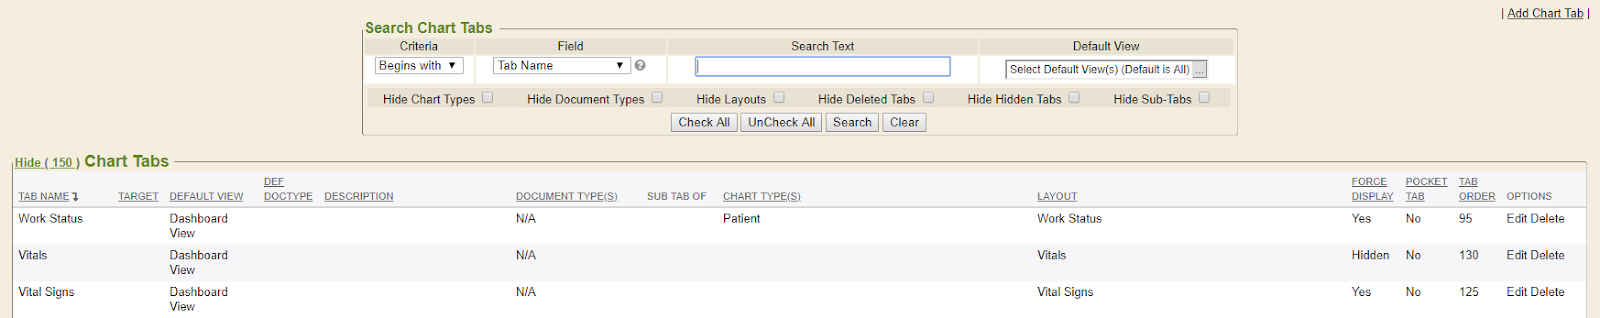 | Add Chart Tab |
Search Chart Tabs
Criteria Field Search Text Default View
Begins with Tab Name Select Default View(s) (Default is All) ...
Hide Chart Types Hide Document Types Hide Layouts Hide Deleted Tabs Hide Hidden Tabs Hide Sub-Tabs
Check All UnCheck All Search Clear
Hide ( 150 ) Chart Tabs
TAB NAME TARGET DEFAULT VIEW DEF DOCTYPE DESCRIPTION DOCUMENT TYPE(S) SUB TAB OF CHART TYPE(S) LAYOUT FORCE DISPLAY POCKET TAB TAB ORDER OPTIONS
Work Status Dashboard View N/A Patient Work Status Yes No 95 Edit Delete
Vitals Dashboard View N/A Vitals Hidden No 130 Edit Delete
Vital Signs Dashboard View N/A Vital Signs Yes No 125 Edit Delete